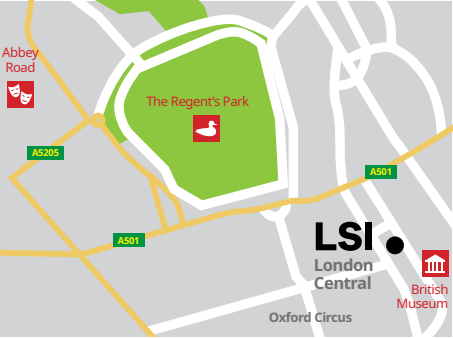 Abbey
Road
The Regent's Park
A5205
A501
A501
LSI
London
Central
British
Museum
Oxford Circus